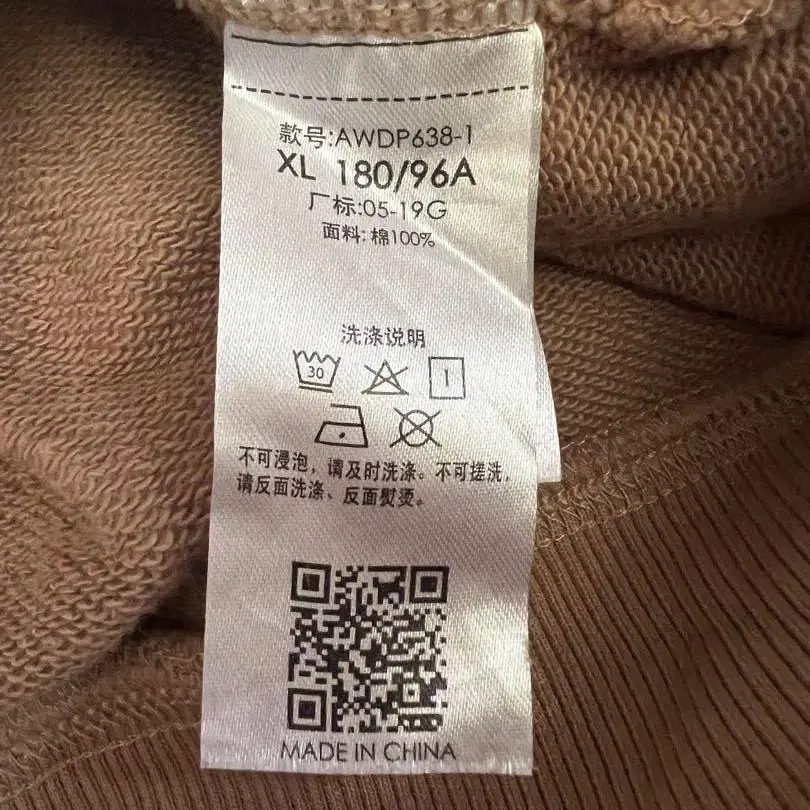 款号:AWDP638-1
XL 180/96A
厂标:05-19G
面料: 棉100%
洗涤说明
30
不可浸泡，请及时洗涤。不可搓洗，
请反面洗涤、反面熨烫。
MADE IN CHINA